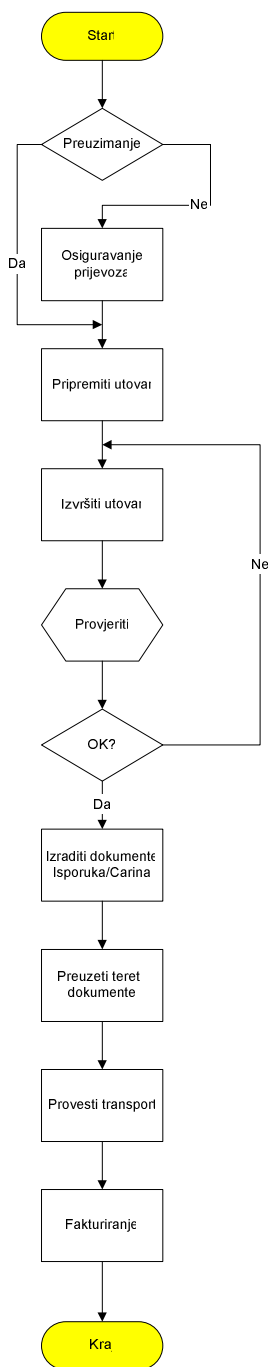 Start
Preuzimanje
Ne
Da
Osiguravanje
prijevoza
Pripremiti utovar
Izvršiti utovar
Ne
Provjeriti
OK?
Da
Izraditi dokumente
Isporuka/Carina
Preuzeti teret
dokumente
Provesti transport
Fakturiranje
Kraj